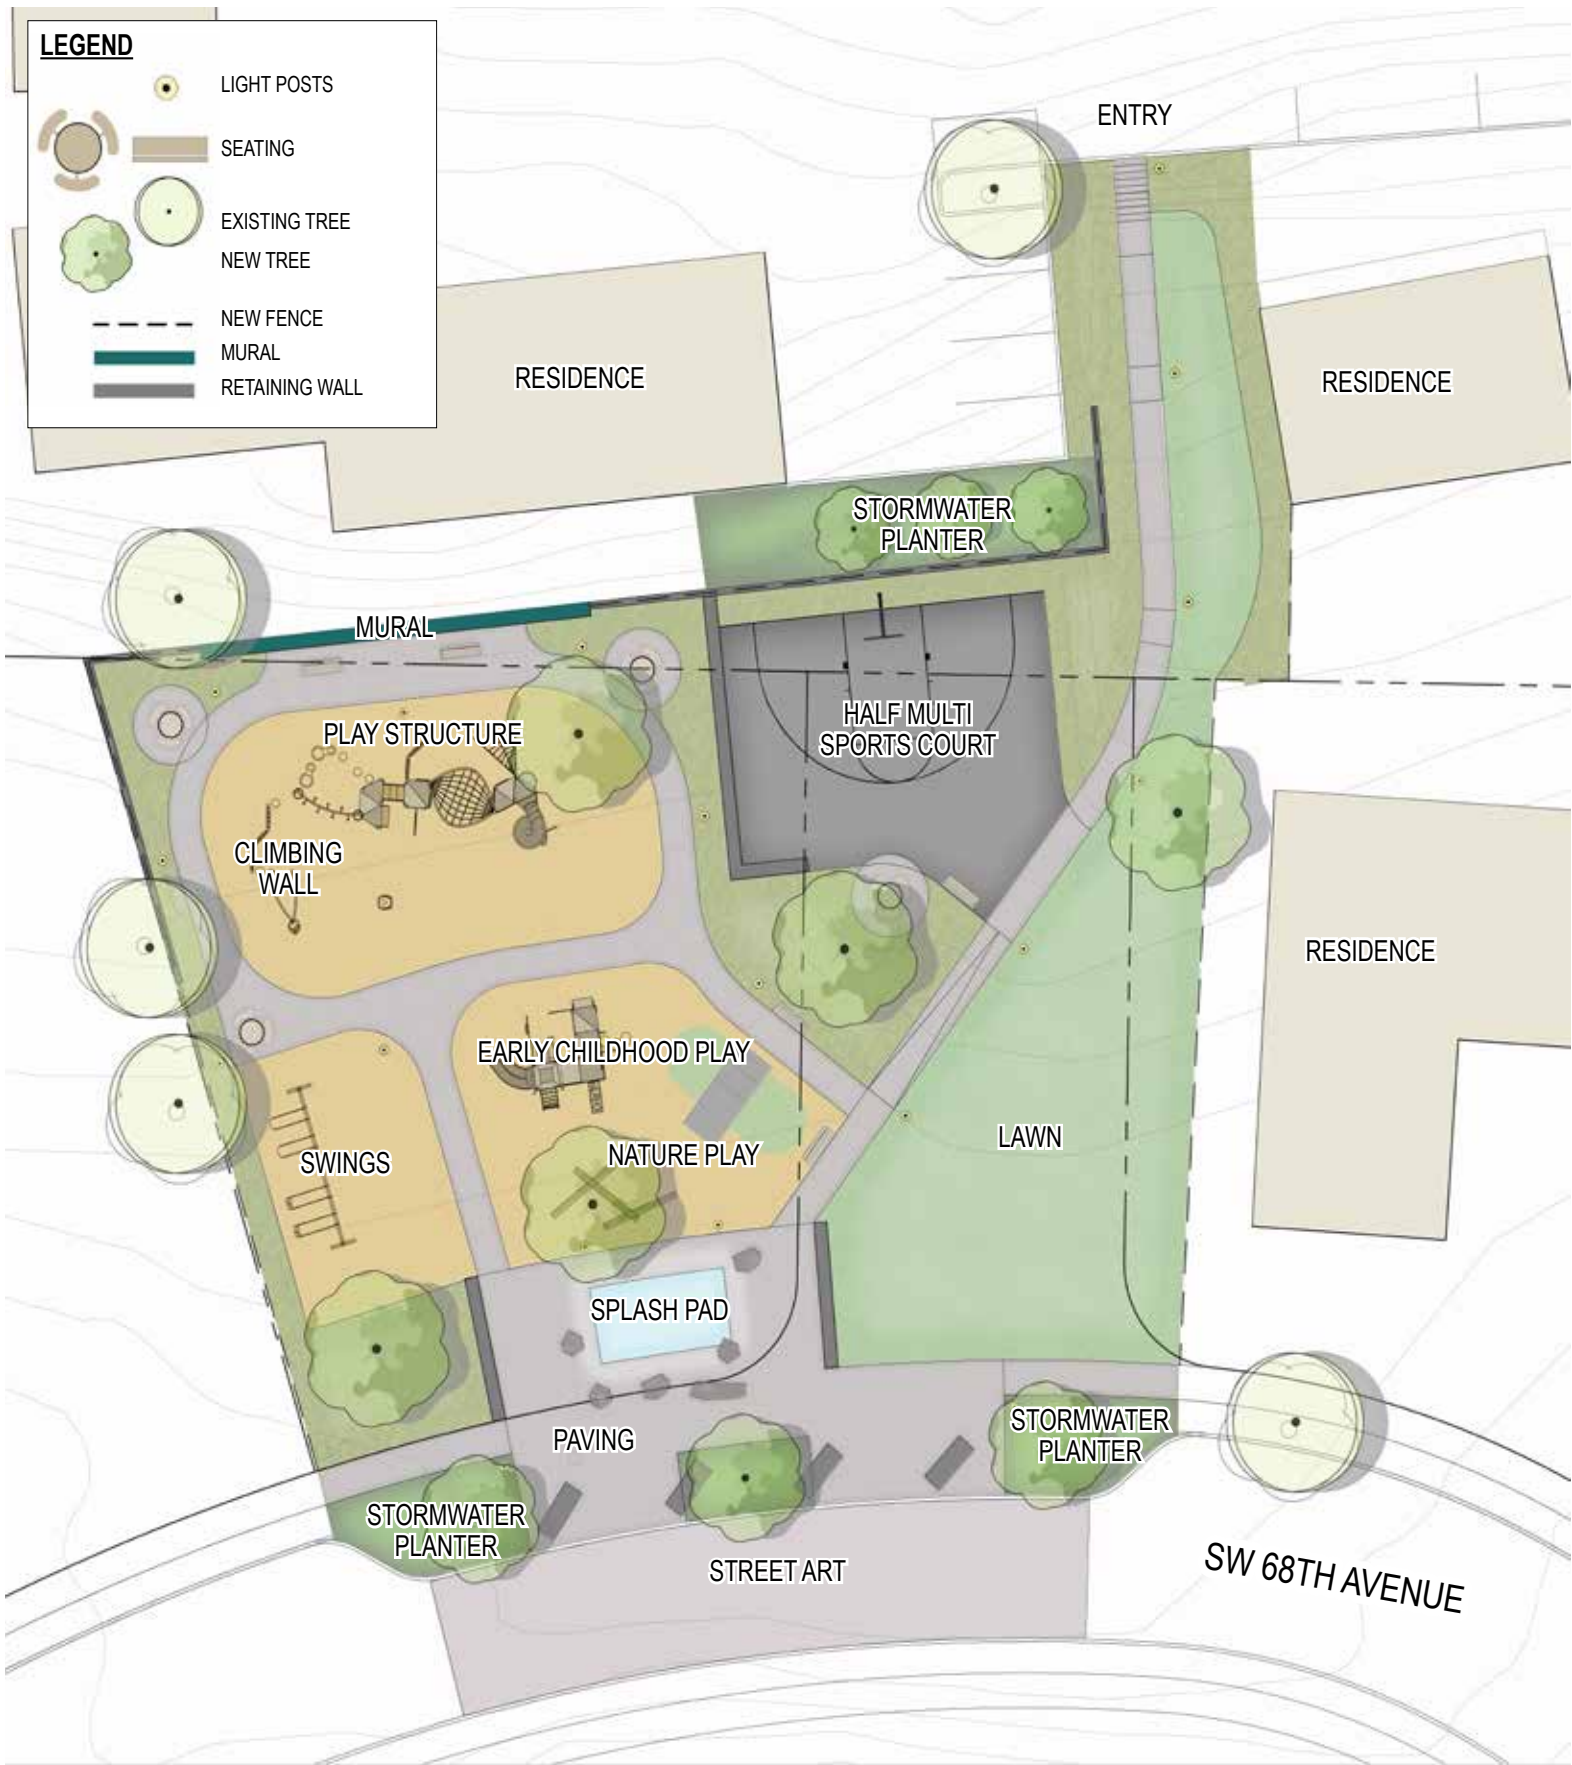 LEGEND
LIGHT POSTS
SEATING
EXISTING TREE
NEW TREE
NEW FENCE
MURAL
RETAINING WALL
ENTRY
RESIDENCE
RESIDENCE
STORMWATER
PLANTER
MURAL
PLAY STRUCTURE
HALF MULTI
SPORTS COURT
CLIMBING
WALL
RESIDENCE
EARLY CHILDHOOD PLAY
LAWN
NATURE PLAY
SWINGS
SPLASH PAD
PAVING
STORMWATER
PLANTER
STORMWATER
PLANTER
STREET ART
SW 68TH AVENUE